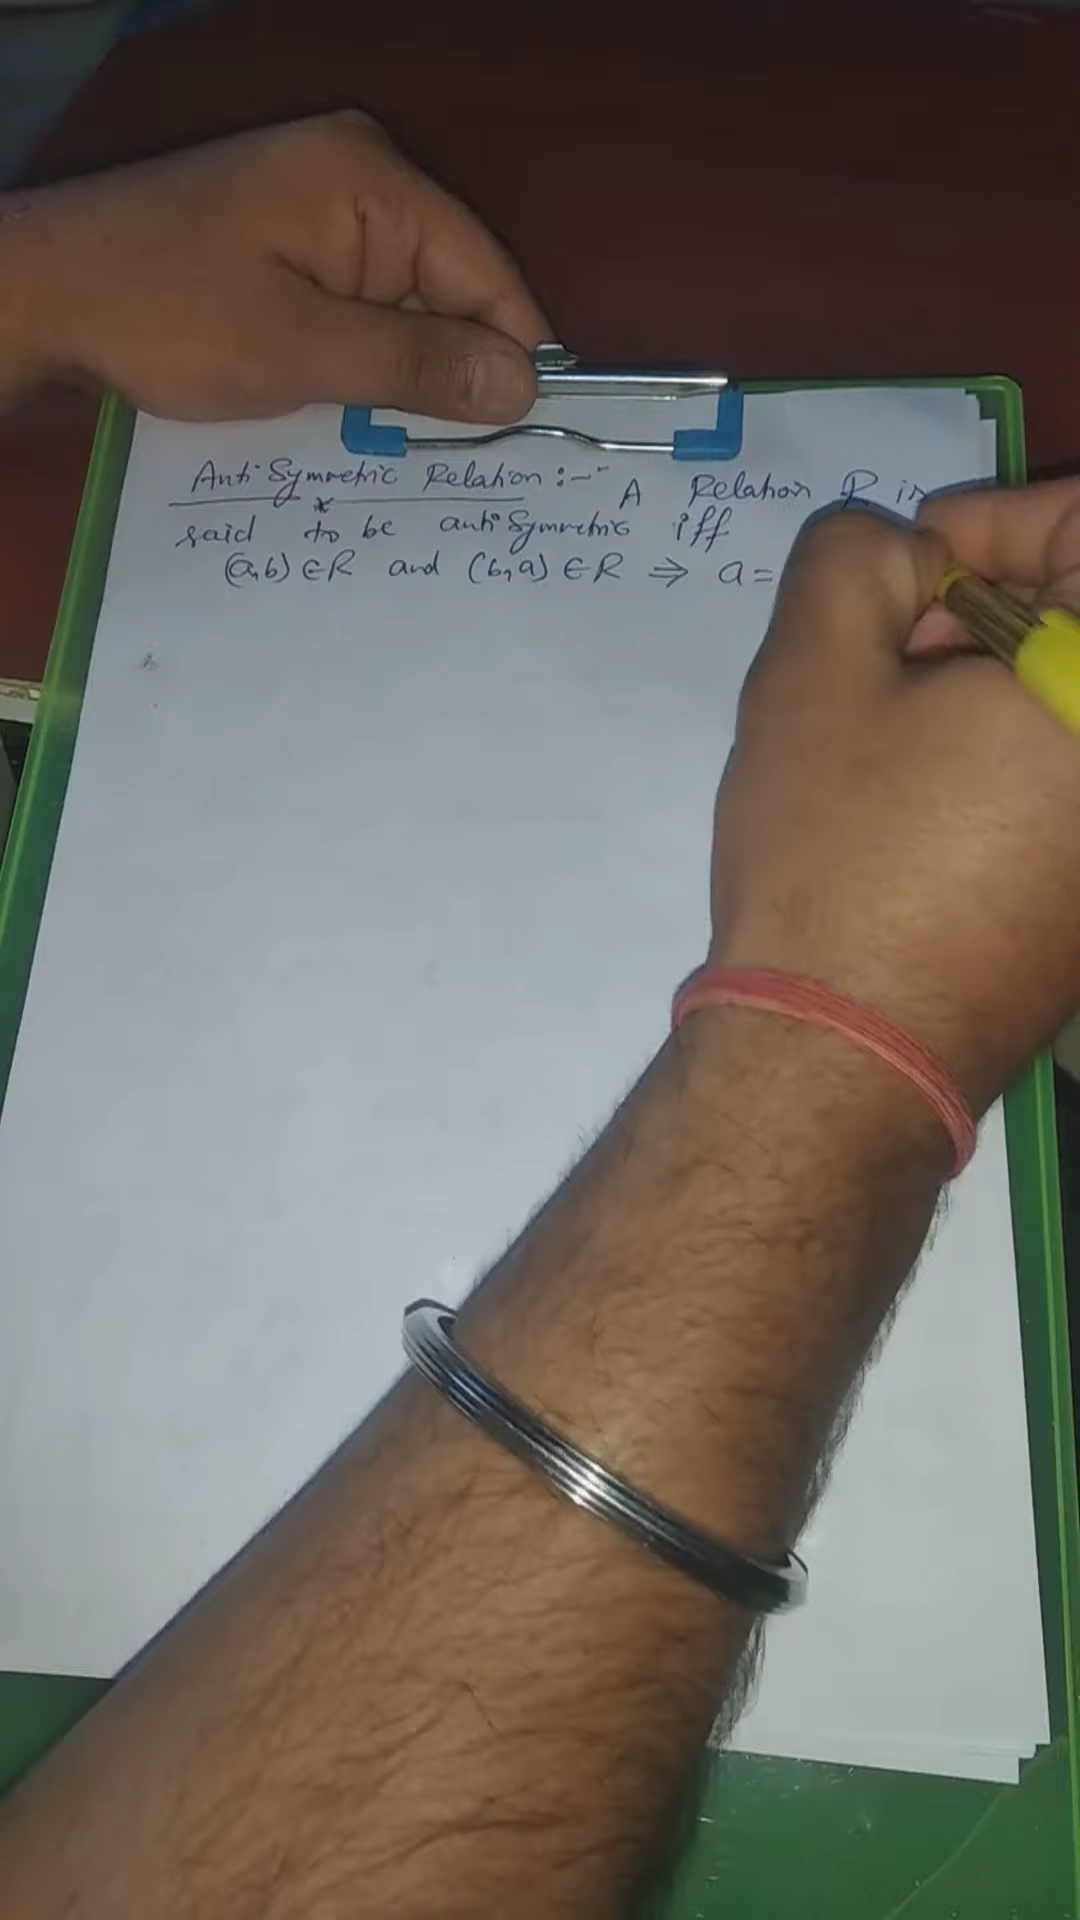 Anti Symmetric Relation :- A Relation R is
said to be anti Symmetric iff
(a,b) ∈ R and (b,a) ∈ R ⇒ a =